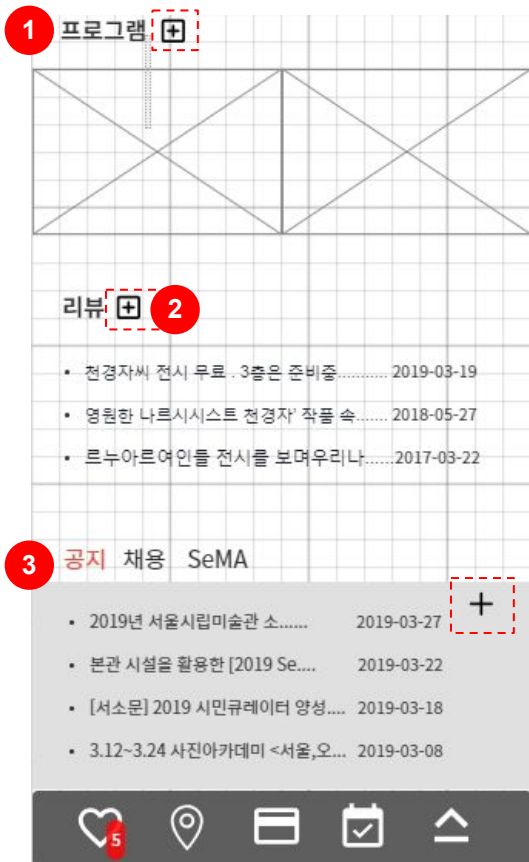 1 프로그램
리뷰 2
• 천경자씨 전시 무료 . 3층은 준비중........... 2019-03-19
• 영원한 나르시시스트 천경자' 작품 속....... 2018-05-27
• 르누아르여인들 전시를 보며우리나......2017-03-22
3 공지 채용 SeMA
• 2019년 서울시립미술관 소...... 2019-03-27
• 본관 시설을 활용한 [2019 Se.... 2019-03-22
• [서소문] 2019 시민큐레이터 양성.... 2019-03-18
• 3.12~3.24 사진아카데미 <서울,오... 2019-03-08
5